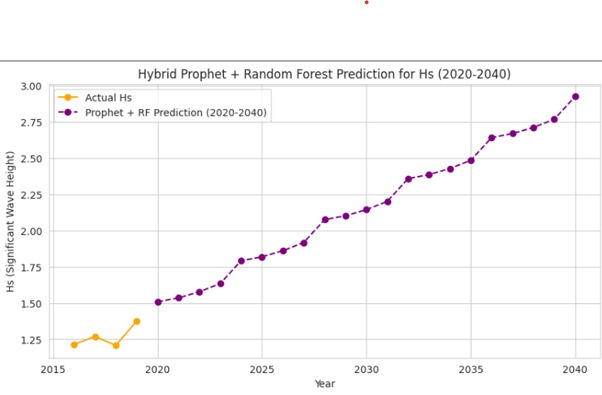 Hybrid Prophet + Random Forest Prediction for Hs (2020-2040)
Actual Hs
Prophet + RF Prediction (2020-2040)
Hs (Significant Wave Height)
3.00
2.75
2.50
2.25
2.00
1.75
1.50
1.25
2015
2020
2025
2030
2035
2040
Year